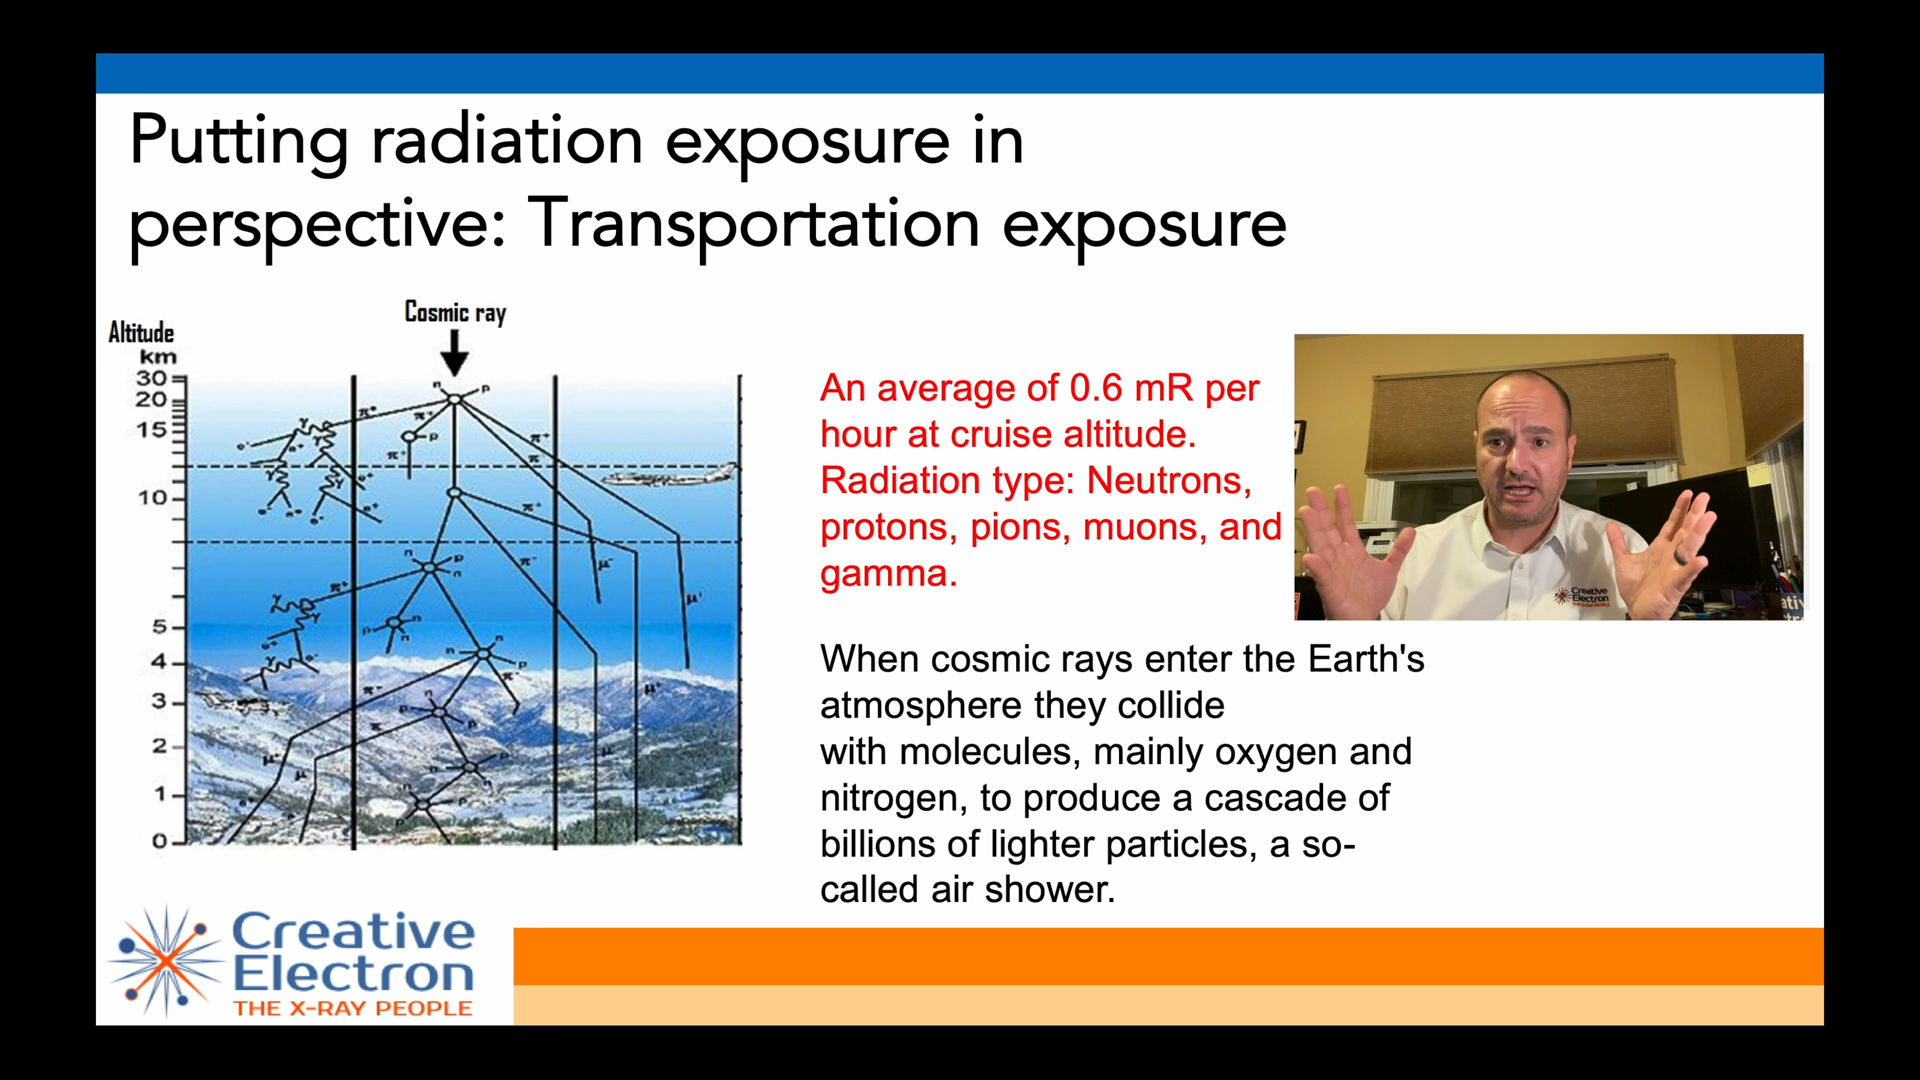 Putting radiation exposure in
perspective: Transportation exposure
Cosmic ray
Altitude
km
30
20
15
10
5
4
3
2
1
0
An average of 0.6 mR per
hour at cruise altitude.
Radiation type: Neutrons,
protons, pions, muons, and
gamma.
When cosmic rays enter the Earth's
atmosphere they collide
with molecules, mainly oxygen and
nitrogen, to produce a cascade of
billions of lighter particles, a so-
called air shower.
Creative
Electron
THE X-RAY PEOPLE
Creative
Electron